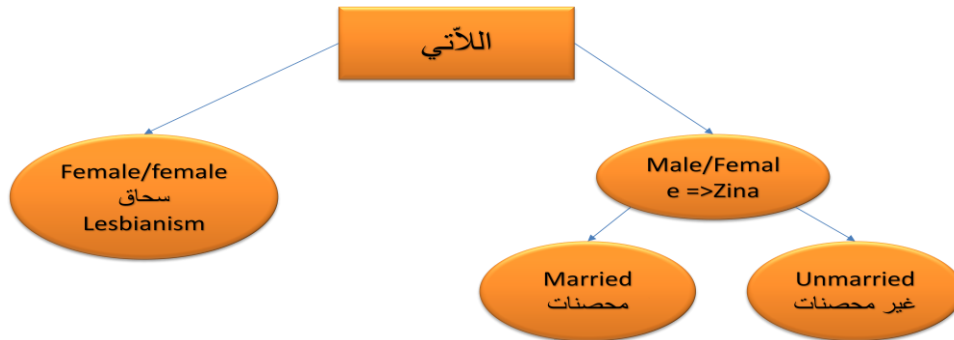 اللاّتي
Female/female
سحاق
Lesbianism
Male/Femal
e =>Zina
Married
محصنات
Unmarried
غير محصنات